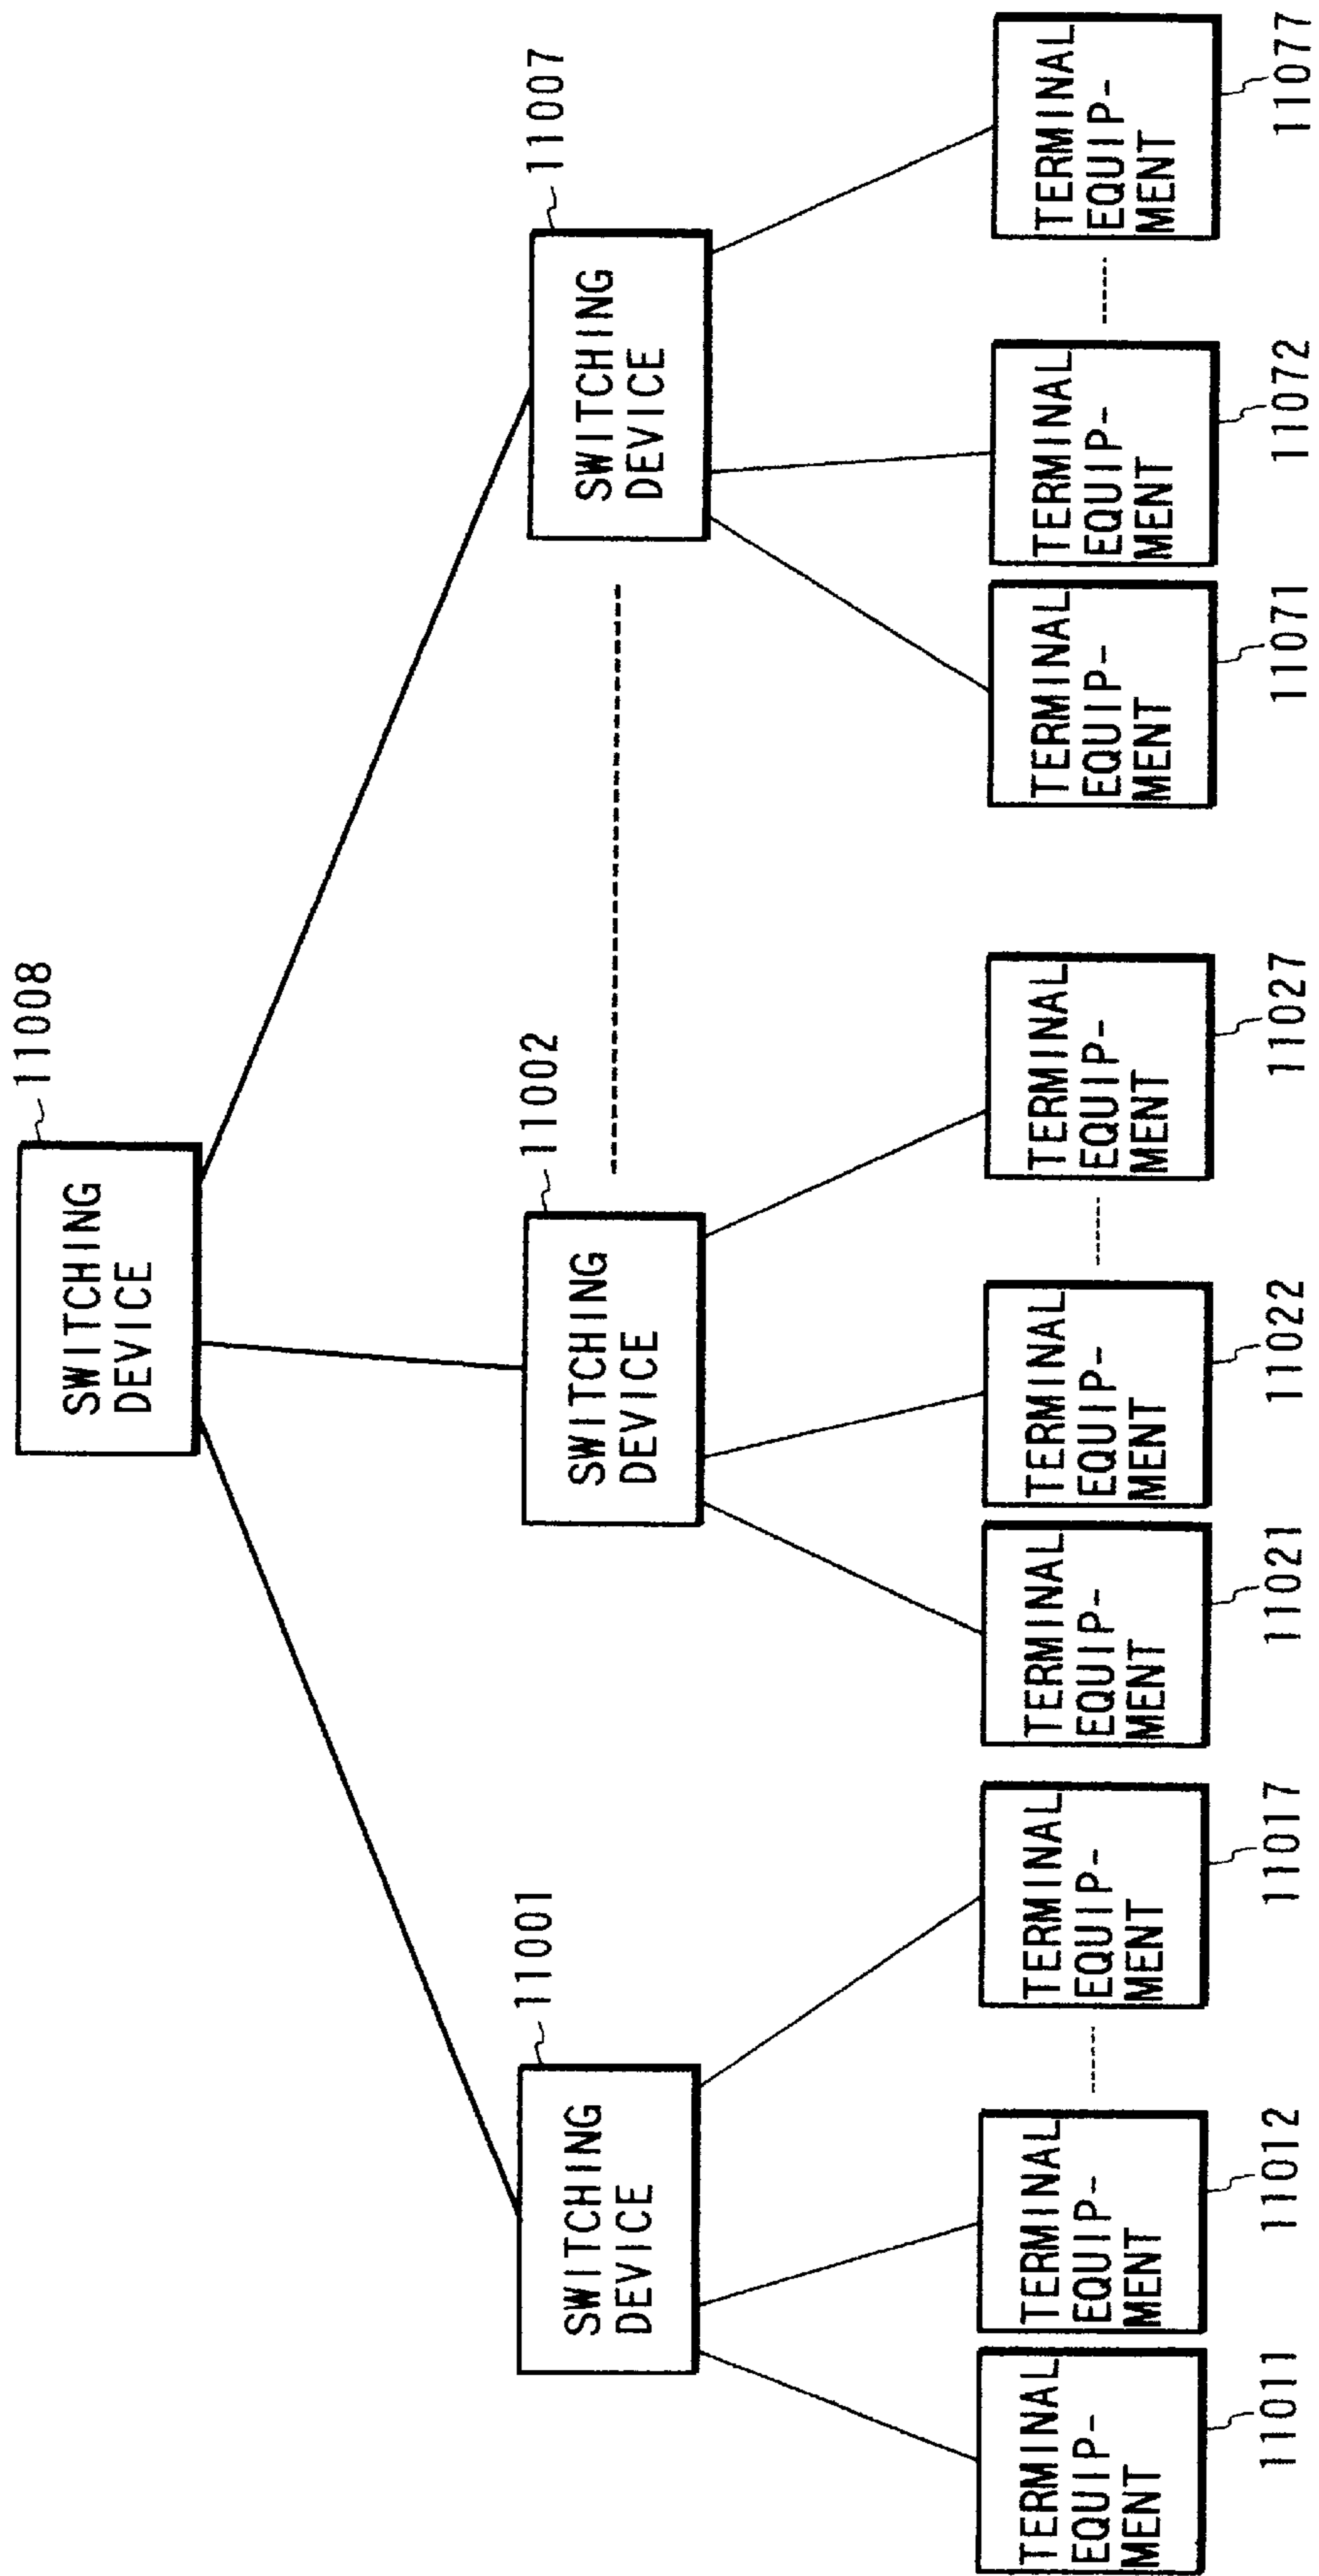 11008
SWITCHING
DEVICE
11001
SWITCHING
DEVICE
11002
SWITCHING
DEVICE
11007
SWITCHING
DEVICE
TERMINAL
EQUIP-
MENT
11011
TERMINAL
EQUIP-
MENT
11012
TERMINAL
EQUIP-
MENT
11017
TERMINAL
EQUIP-
MENT
11021
TERMINAL
EQUIP-
MENT
11022
TERMINAL
EQUIP-
MENT
11027
TERMINAL
EQUIP-
MENT
11071
TERMINAL
EQUIP-
MENT
11072
TERMINAL
EQUIP-
MENT
11077